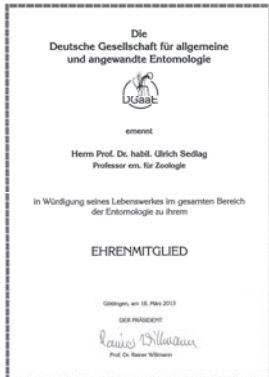 Die
Deutsche Gesellschaft für allgemeine
und angewandte Entomologie
DGaaE
ernennt
Herrn Prof. Dr. habil. Ulrich Sedlag
Professor em. für Zoologie
in Würdigung seines Lebenswerkes im gesamten Bereich
der Entomologie zu ihrem
EHRENMITGLIED
Göttingen, am 18. März 2013
DER PRÄSIDENT
Rainer Willmann
Prof. Dr. Rainer Willmann